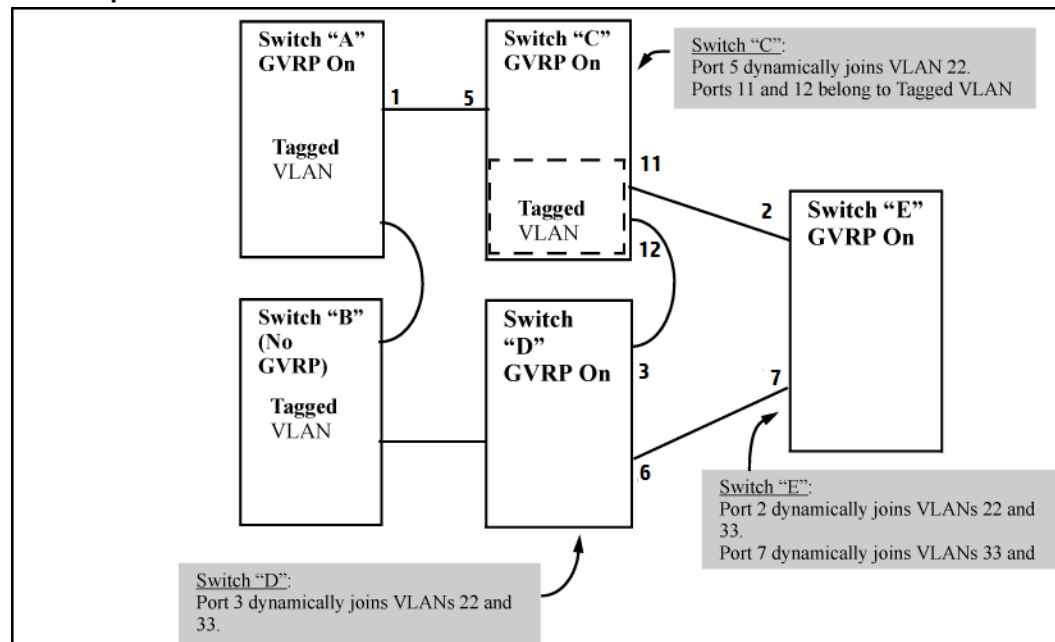 Switch “A”
GVRP On
Tagged
VLAN
1
5
Switch “C”
GVRP On
Tagged
VLAN
11
12
Switch “C”:
Port 5 dynamically joins VLAN 22.
Ports 11 and 12 belong to Tagged VLAN
2
Switch “E”
GVRP On
Switch “B”
(No
GVRP)
Tagged
VLAN
Switch
“D”
GVRP On
3
7
6
Switch “E”:
Port 2 dynamically joins VLANs 22 and
33.
Port 7 dynamically joins VLANs 33 and
Switch “D”:
Port 3 dynamically joins VLANs 22 and
33.